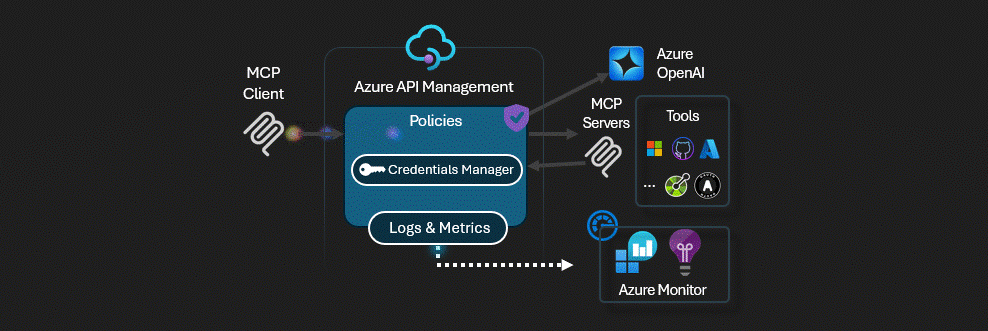 MCP
Client
Azure API Management
Policies
Credentials Manager
Logs & Metrics
Azure
OpenAI
MCP
Servers
Tools
...
A
Azure Monitor